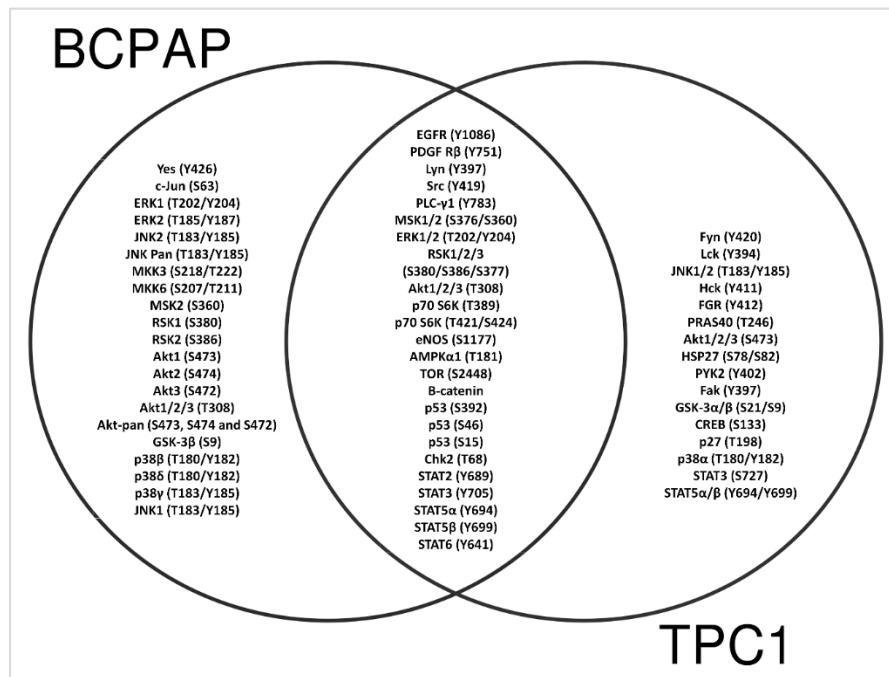 BCPAP
Yes (Y426)
c-Jun (S63)
ERK1 (T202/Y204)
ERK2 (T185/Y187)
JNK2 (T183/Y185)
JNK Pan (T183/Y185)
MKK3 (S218/T222)
MKK6 (S207/T211)
MSK2 (S360)
RSK1 (S380)
RSK2 (S386)
Akt1 (S473)
Akt2 (S474)
Akt3 (S472)
Akt1/2/3 (T308)
Akt-pan (S473, S474 and S472)
GSK-3β (S9)
p38β (T180/Y182)
p38δ (T180/Y182)
p38γ (T183/Y185)
JNK1 (T183/Y185)
EGFR (Y1086)
PDGF Rβ (Y751)
Lyn (Y397)
Src (Y419)
PLC-γ1 (Y783)
MSK1/2 (S376/S360)
ERK1/2 (T202/Y204)
RSK1/2/3
(S380/S386/S377)
Akt1/2/3 (T308)
p70 S6K (T389)
p70 S6K (T421/S424)
eNOS (S1177)
AMPKα1 (T181)
TOR (S2448)
B-catenin
p53 (S392)
p53 (S46)
p53 (S15)
Chk2 (T68)
STAT2 (Y689)
STAT3 (Y705)
STAT5α (Y694)
STAT5β (Y699)
STAT6 (Y641)
Fyn (Y420)
Lck (Y394)
JNK1/2 (T183/Y185)
Hck (Y411)
FGR (Y412)
PRAS40 (T246)
Akt1/2/3 (S473)
HSP27 (S78/S82)
PYK2 (Y402)
Fak (Y397)
GSK-3α/β (S21/S9)
CREB (S133)
p27 (T198)
p38α (T180/Y182)
STAT3 (S727)
STAT5α/β (Y694/Y699)
TPC1